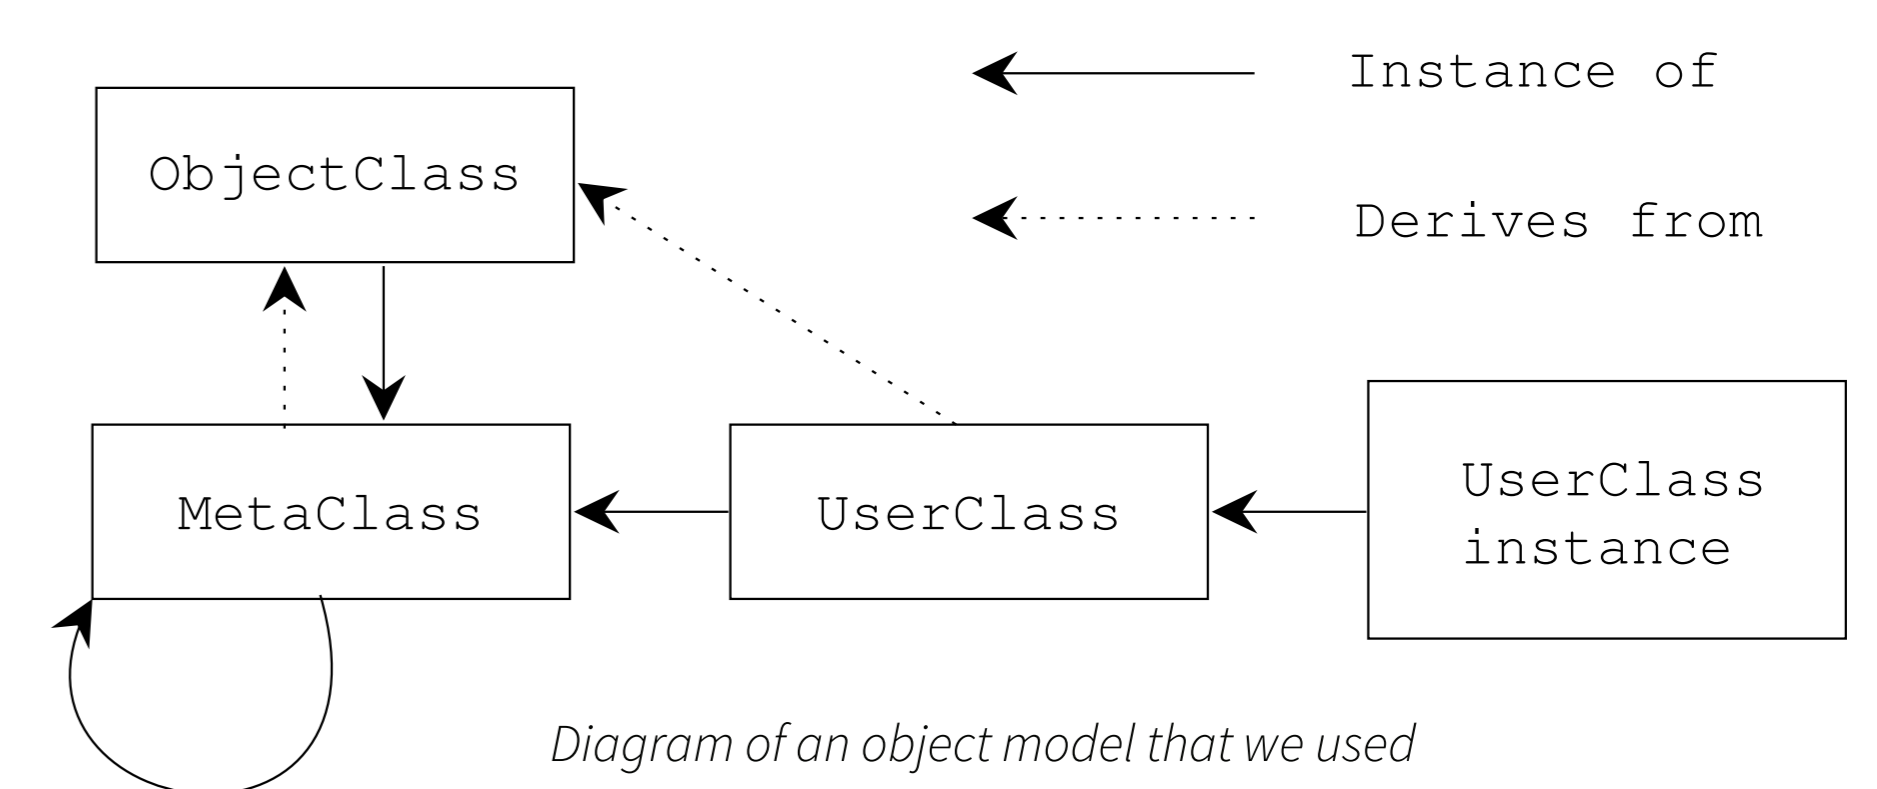 Instance of
ObjectClass
Derives from
MetaClass
UserClass
UserClass
instance
Diagram of an object model that we used